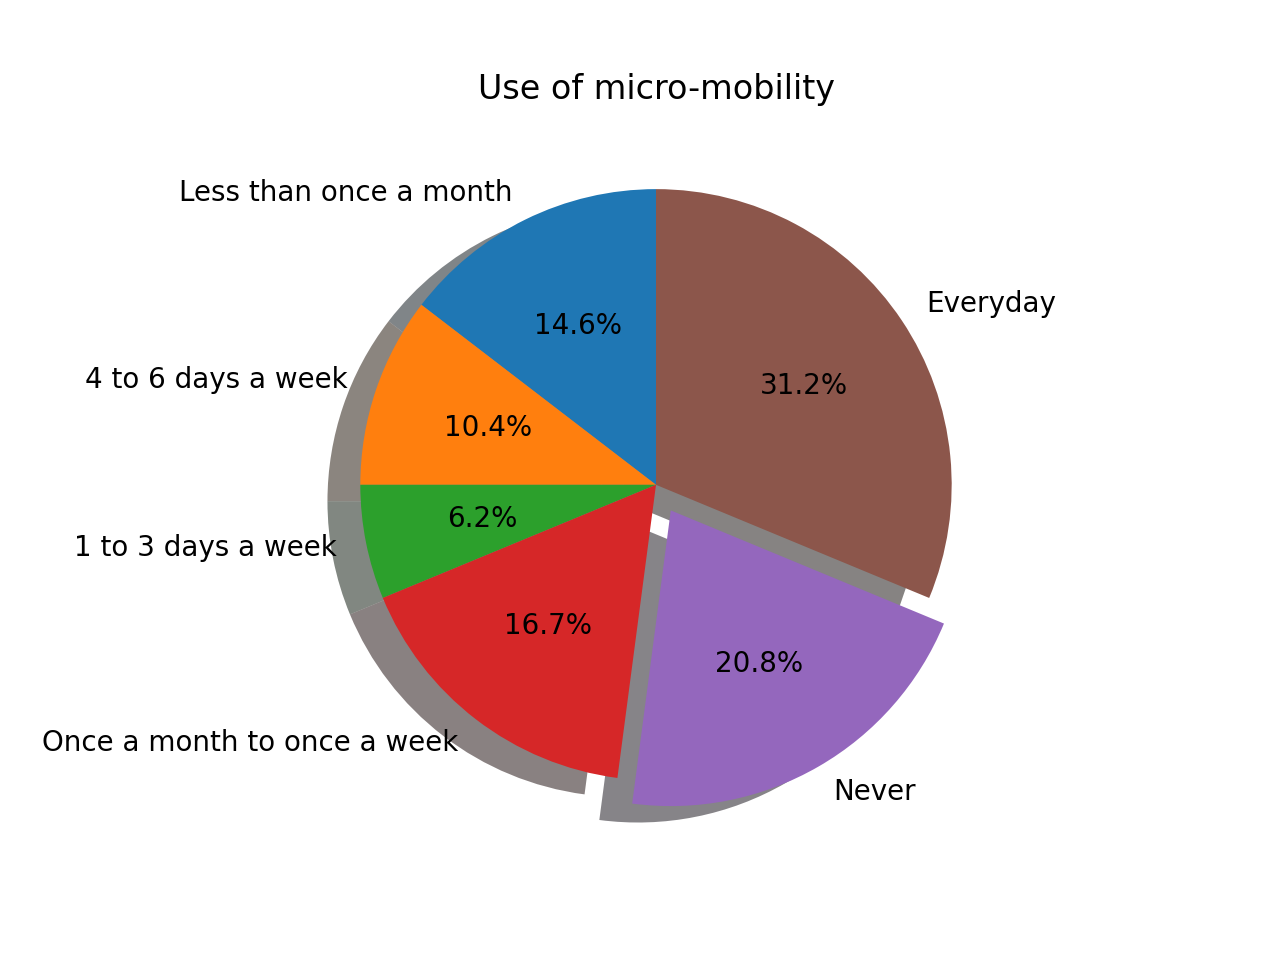 Use of micro-mobility
Less than once a month
14.6%
Everyday
31.2%
4 to 6 days a week
10.4%
1 to 3 days a week
6.2%
Once a month to once a week
16.7%
20.8%
Never